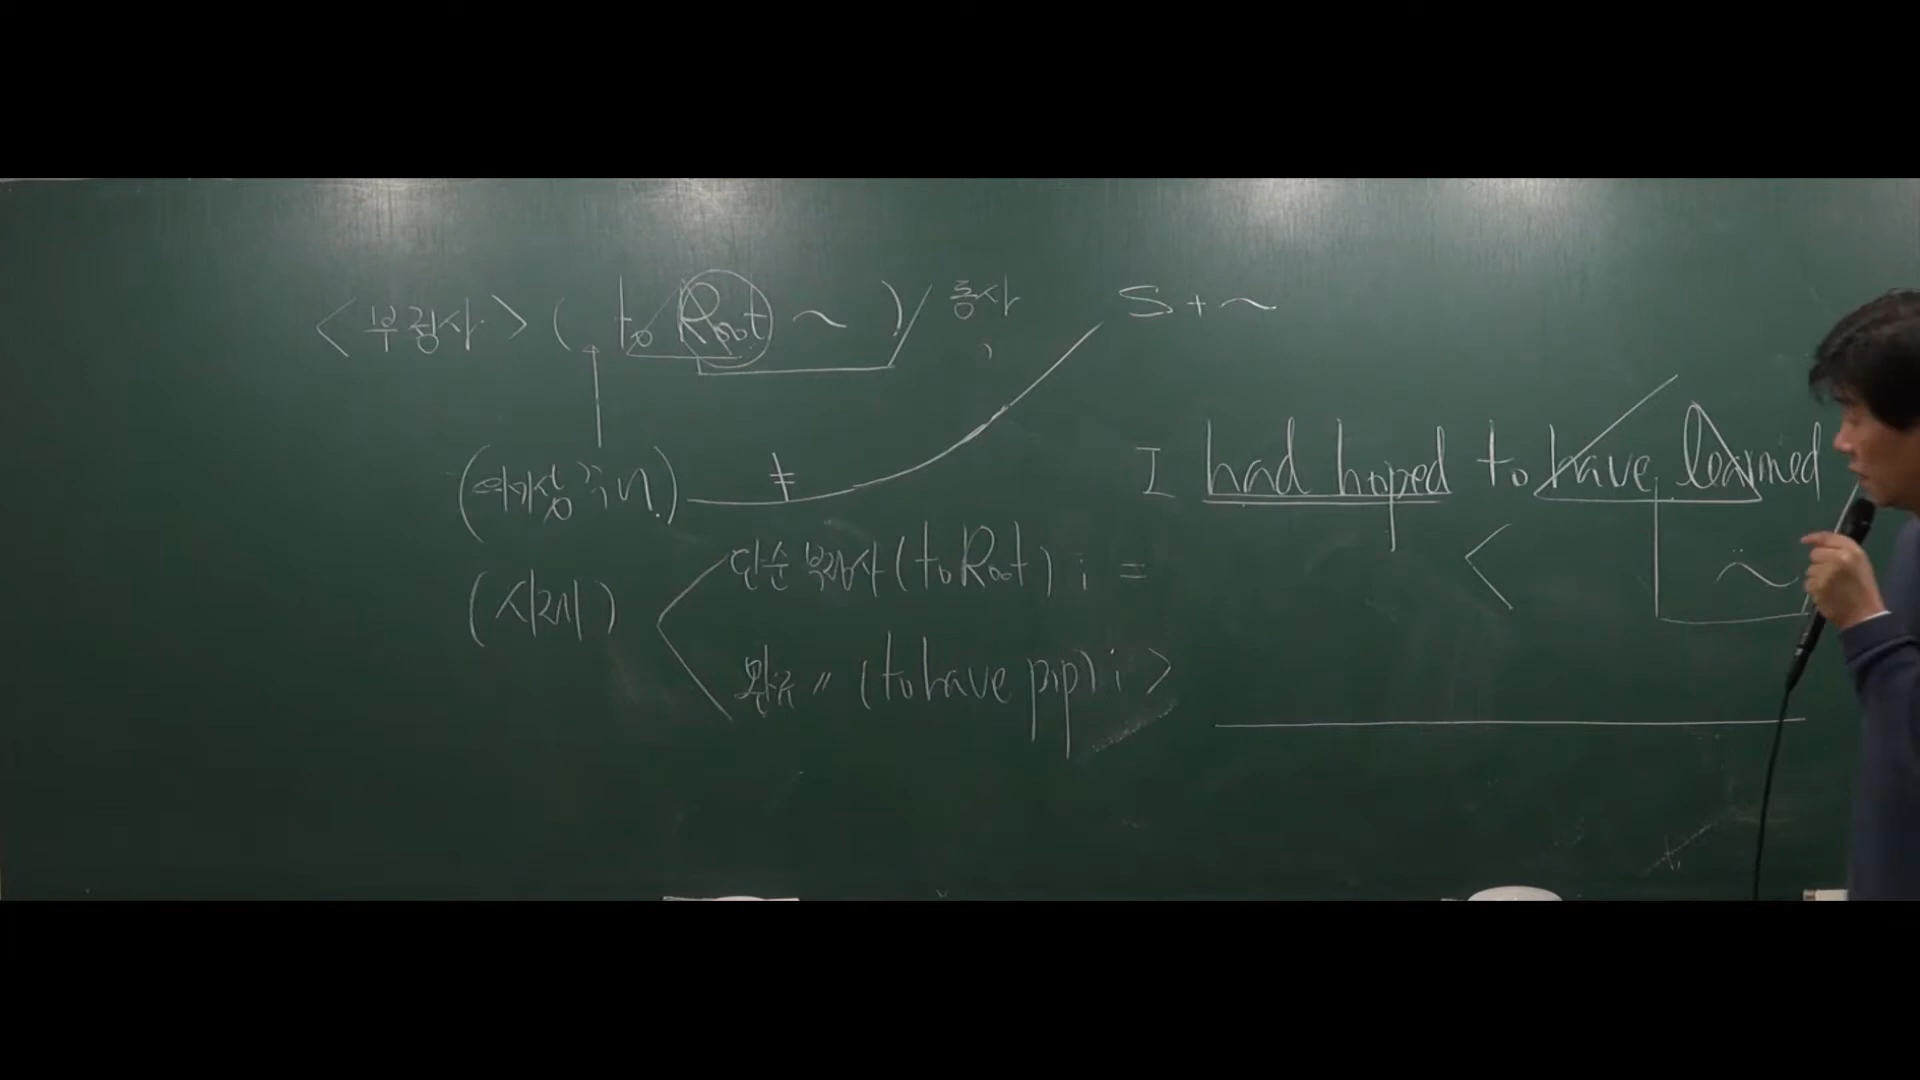 <부정사> ( to Root ~ ) 동사 S + ~
(의미상 주어) ≠
I had hoped to have learned
(시제)
단순 부정사 (to Root) ; =
완료 〃 (to have p.p) ; >
< ~